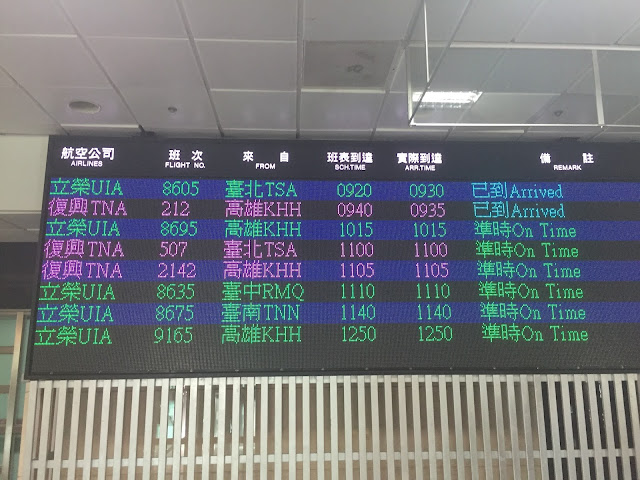 航空公司 班次 來自 班表到達 實際到達 備註
AIRLINES FLIGHT NO. FROM SCH.TIME ARR.TIME REMARK
立榮UIA 8605 臺北TSA 0920 0930 已到Arrived
復興TNA 212 高雄KHH 0940 0935 已到Arrived
立榮UIA 8695 高雄KHH 1015 1015 準時On Time
復興TNA 507 臺北TSA 1100 1100 準時On Time
復興TNA 2142 高雄KHH 1105 1105 準時On Time
立榮UIA 8635 臺中RMQ 1110 1110 準時On Time
立榮UIA 8675 臺南TNN 1140 1140 準時On Time
立榮UIA 9165 高雄KHH 1250 1250 準時On Time